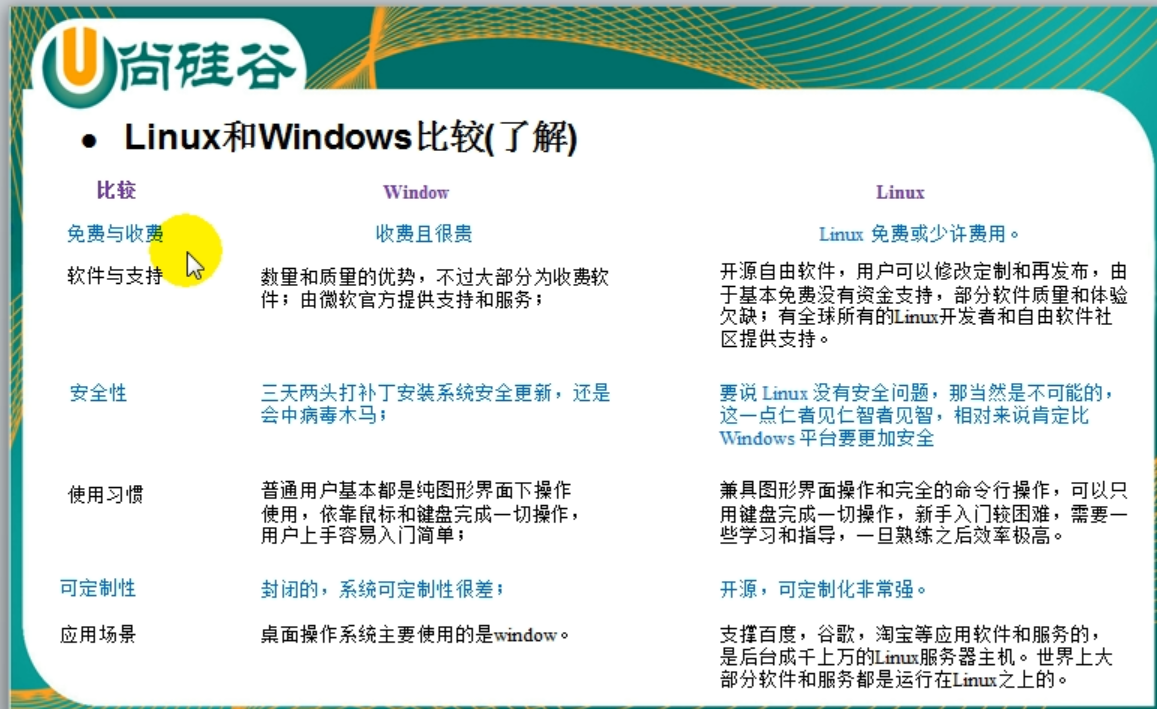 尚硅谷
● Linux和Windows比较(了解)
比较 Window Linux
免费与收费 收费且很贵 Linux 免费或少许费用。
软件与支持
数量和质量的优势，不过大部分为收费软
件；由微软官方提供支持和服务；
开源自由软件，用户可以修改定制和再发布，由
于基本免费没有资金支持，部分软件质量和体验
欠缺；有全球所有的Linux开发者和自由软件社
区提供支持。
安全性
三天两头打补丁安装系统安全更新，还是
会中病毒木马；
要说 Linux 没有安全问题，那当然是不可能的，
这一点仁者见仁智者见智，相对来说肯定比
Windows 平台要更加安全
使用习惯
普通用户基本都是纯图形界面下操作
使用，依靠鼠标和键盘完成一切操作，
用户上手容易入门简单；
兼具图形界面操作和完全的命令行操作，可以只
用键盘完成一切操作，新手入门较困难，需要一
些学习和指导，一旦熟练之后效率极高。
可定制性 封闭的，系统可定制性很差； 开源，可定制化非常强。
应用场景
桌面操作系统主要使用的是window。
支撑百度，谷歌，淘宝等应用软件和服务的，
是后台成千上万的Linux服务器主机。世界上大
部分软件和服务都是运行在Linux之上的。